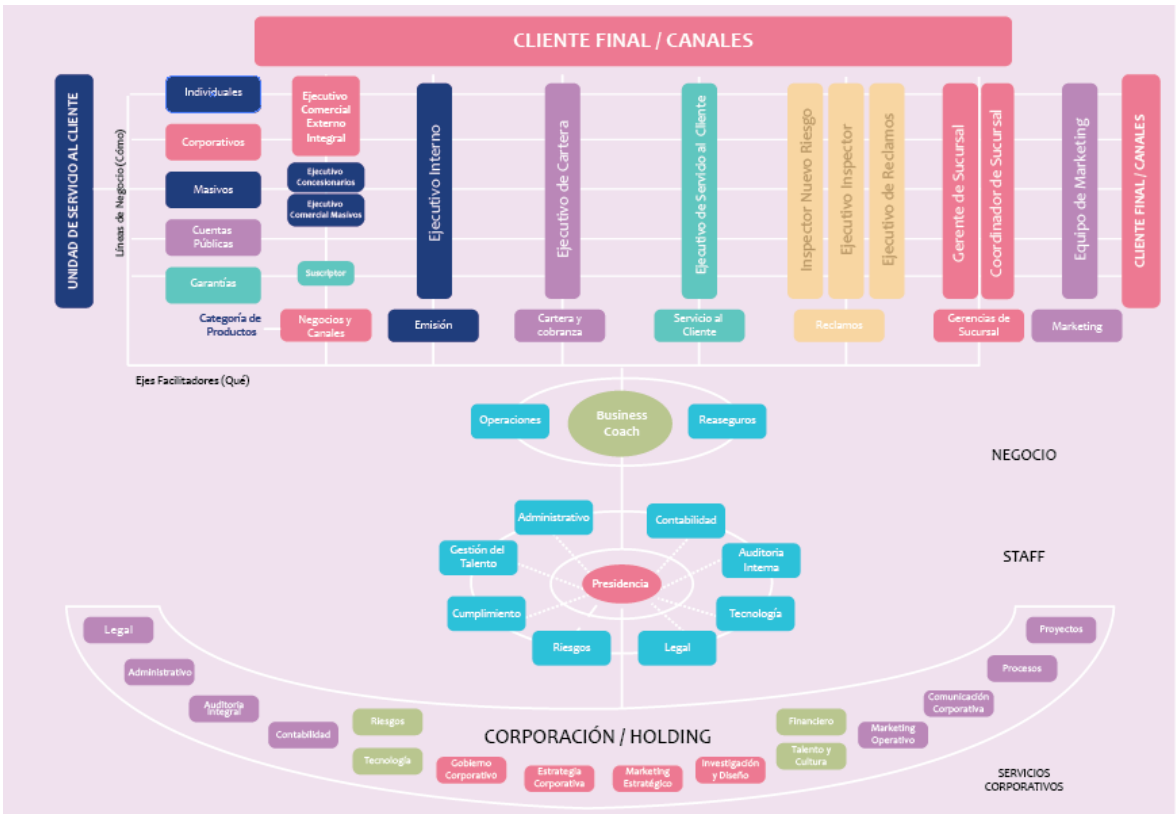 CLIENTE FINAL / CANALES
UNIDAD DE SERVICIO AL CLIENTE
Líneas de Negocio (Cómo)
Individuales
Corporativos
Masivos
Cuentas
Públicas
Garantías
Categoría de
Productos
Ejecutivo
Comercial
Externo
Integral
Ejecutivo
Concesionarios
Ejecutivo
Comercial Masivos
Suscriptor
Negocios y
Canales
Ejecutivo Interno
Emisión
Ejecutivo de Cartera
Cartera y
cobranza
Ejecutivo de Servido al Cliente
Servicio al
Cliente
Inspector Nuevo Riesgo
Ejecutivo Inspector
Ejecutivo de Reclamos
Reclamos
Gerente de Sucursal
Coordinador de Sucursal
Gerencias de
Sucursal
Equipo de Marketing
Marketing
CLIENTE FINAL / CANALES
Ejes Facilitadores (Qué)
Operaciones
Business
Coach
Reaseguros
NEGOCIO
Administrativo
Contabilidad
Gestión del
Talento
Auditoria
Interna
STAFF
Presidencia
Cumplimiento
Tecnología
Riesgos
Legal
Legal
Administrativo
Auditoria
Integral
Contabilidad
Riesgos
Tecnología
CORPORACIÓN / HOLDING
Gobierno
Corporativo
Estrategia
Corporativa
Marketing
Estratégico
Investigación
y Diseño
Financiero
Talento y
Cultura
Marketing
Operativo
Comunicación
Corporativa
Procesos
Proyectos
SERVICIOS
CORPORATIVOS